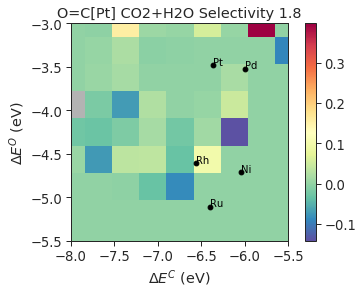 O=C[Pt] CO2+H2O Selectivity 1.8
−3.0
−3.5
−4.0
−4.5
−5.0
−5.5
ΔE^O (eV)
Pt
Pd
Rh
Ni
Ru
−8.0 −7.5 −7.0 −6.5 −6.0 −5.5
ΔE^C (eV)
0.3
0.2
0.1
0.0
−0.1